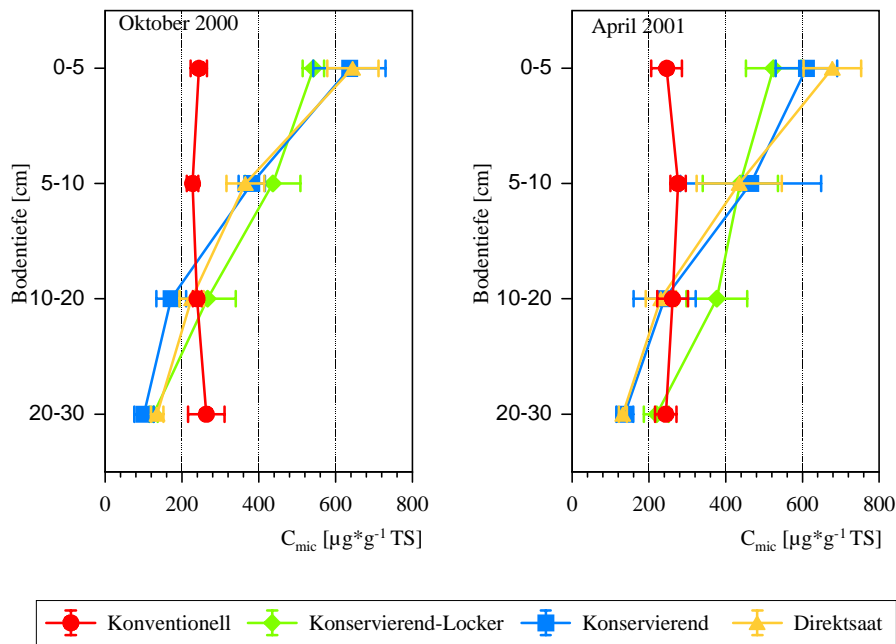 Oktober 2000
April 2001
Bodentiefe [cm]
0-5
5-10
10-20
20-30
0 200 400 600 800
C_mic [µg*g⁻¹ TS]
Bodentiefe [cm]
0-5
5-10
10-20
20-30
0 200 400 600 800
C_mic [µg*g⁻¹ TS]
Konventionell Konservierend-Locker Konservierend Direktsaat